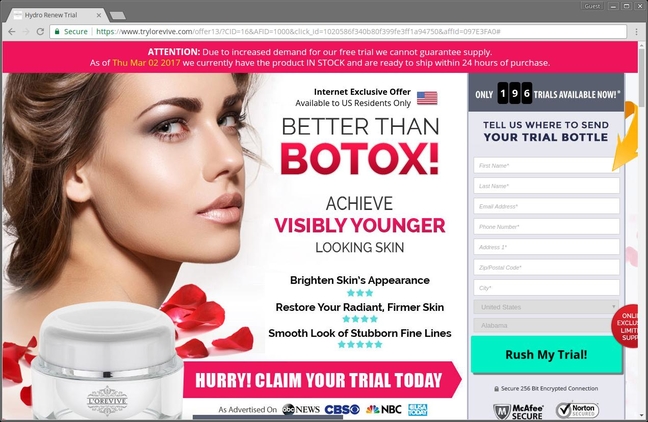 Hydro Renew Trial
Guest
Secure
https://www.trylorevive.com/offer13/?CID=16&AFID=1000&click_id=1020586f340b80f399fe3ff1a94750&affid=097E3FA0#
ATTENTION: Due to increased demand for our free trial we cannot guarantee supply.
As of Thu Mar 02 2017 we currently have the product IN STOCK and are ready to ship within 24 hours of purchase.
Internet Exclusive Offer
Available to US Residents Only
BETTER THAN
BOTOX!
ACHIEVE
VISIBLY YOUNGER
LOOKING SKIN
Brighten Skin's Appearance
Restore Your Radiant, Firmer Skin
Smooth Look of Stubborn Fine Lines
HURRY! CLAIM YOUR TRIAL TODAY
As Advertised On abc NEWS CBS NBC USA TODAY
L'OREVIVE
ONLY 196 TRIALS AVAILABLE NOW!*
TELL US WHERE TO SEND
YOUR TRIAL BOTTLE
First Name*
Last Name*
Email Address*
Phone Number*
Address 1*
Zip/Postal Code*
City*
United States
Alabama
Rush My Trial!
Secure 256 Bit Encrypted Connection
McAfee
SECURE
Norton
SECURED
ONLI
EXCLUS
LIMIT
SUPP